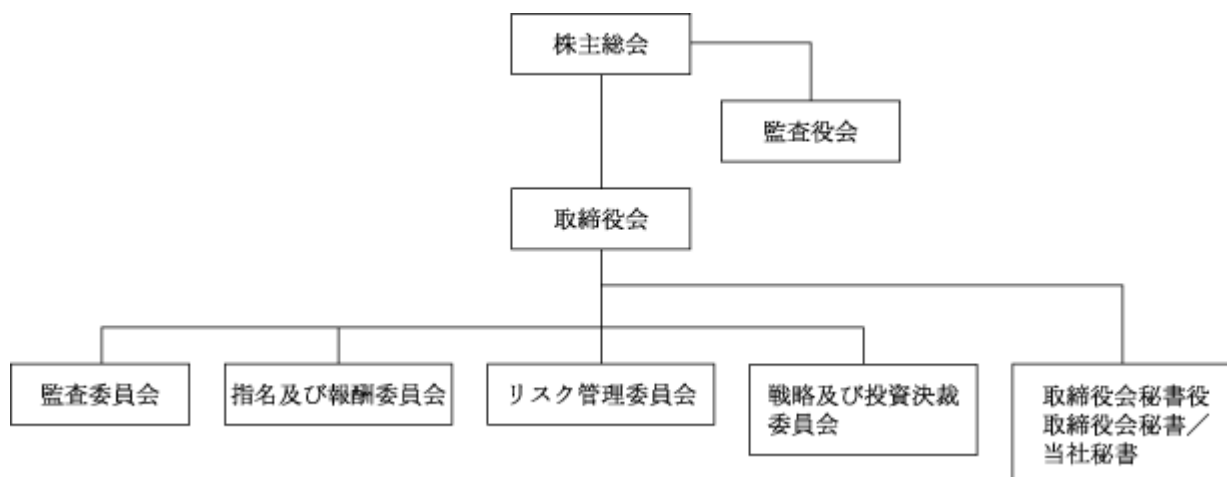 株主総会
監査役会
取締役会
監査委員会
指名及び報酬委員会
リスク管理委員会
戦略及び投資決裁
委員会
取締役会秘書役
取締役会秘書／
当社秘書